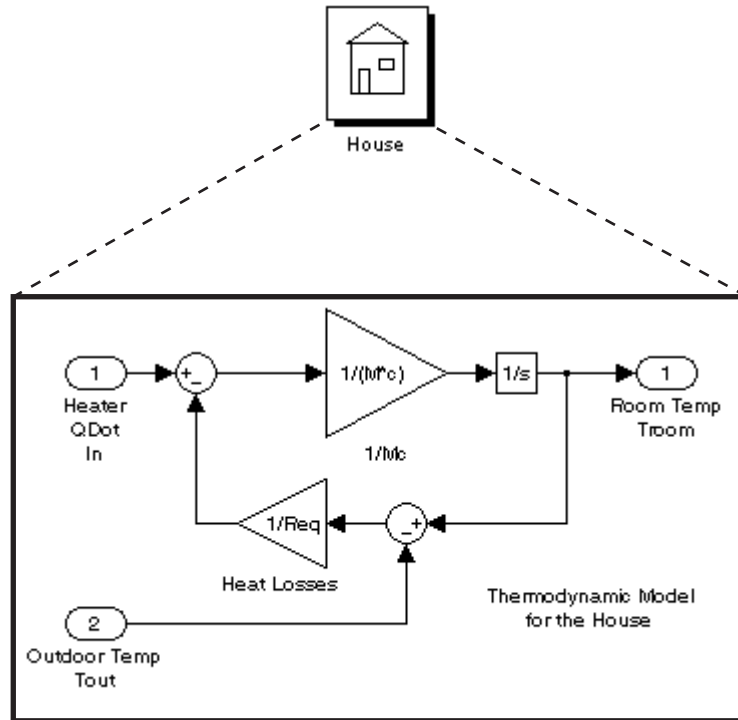 House
1
Heater
QDot
In
+
_
1/(M*c)
1/Mc
1/s
1
Room Temp
Troom
1/Req
Heat Losses
_+
2
Outdoor Temp
Tout
Thermodynamic Model
for the House